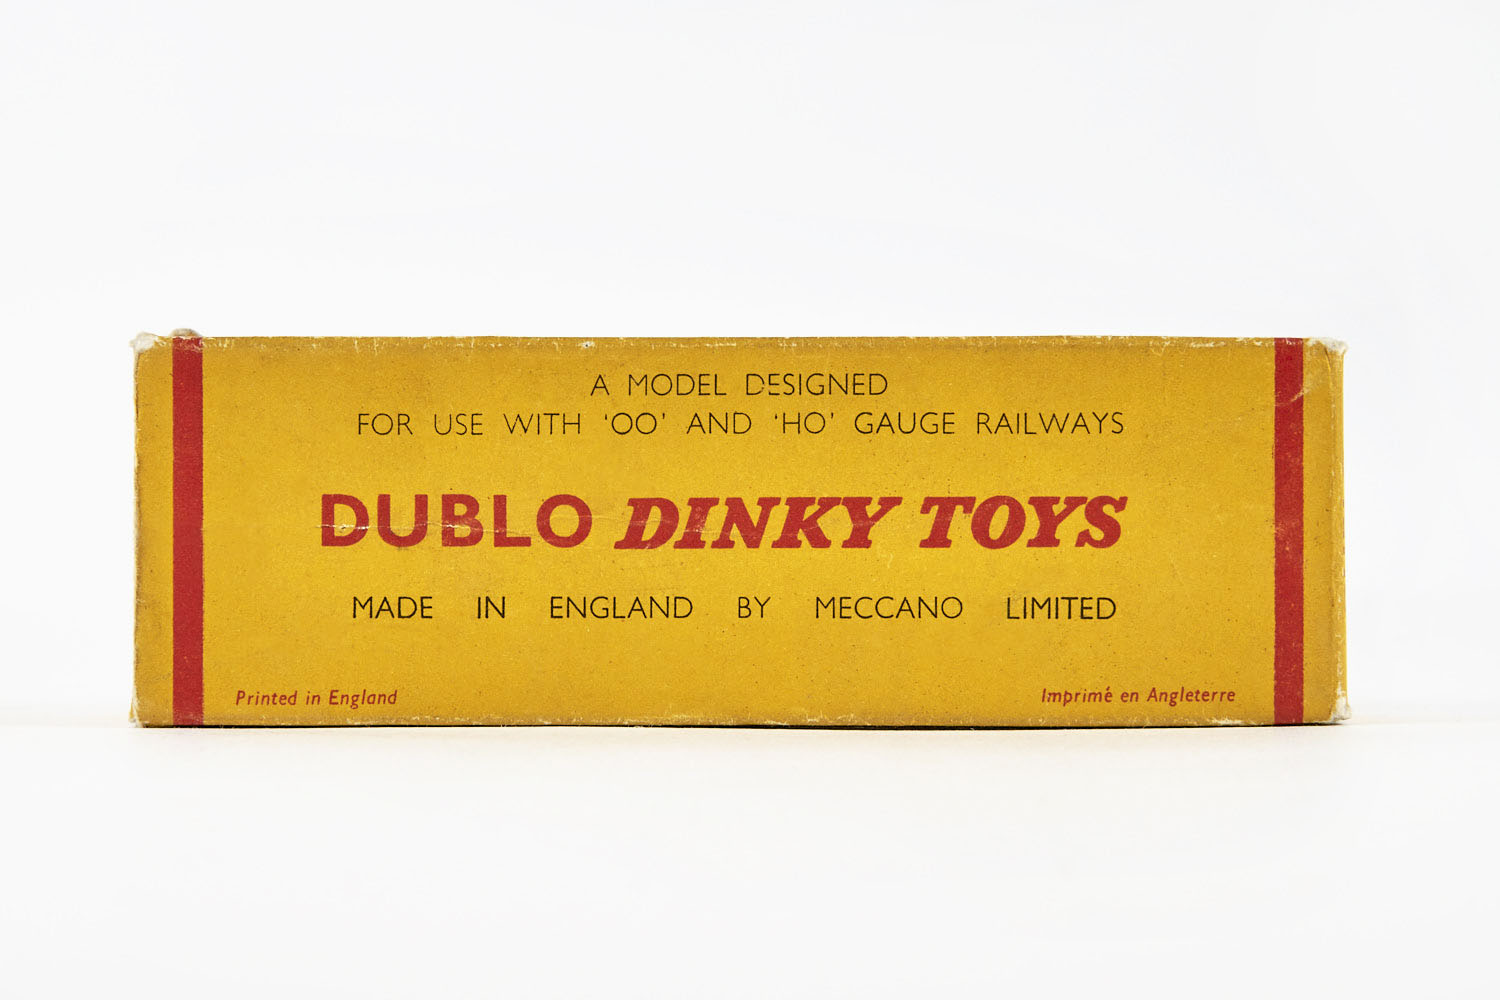 A MODEL DESIGNED
FOR USE WITH ‘OO’ AND ‘HO’ GAUGE RAILWAYS
DUBLO DINKY TOYS
MADE IN ENGLAND BY MECCANO LIMITED
Printed in England
Imprimé en Angleterre